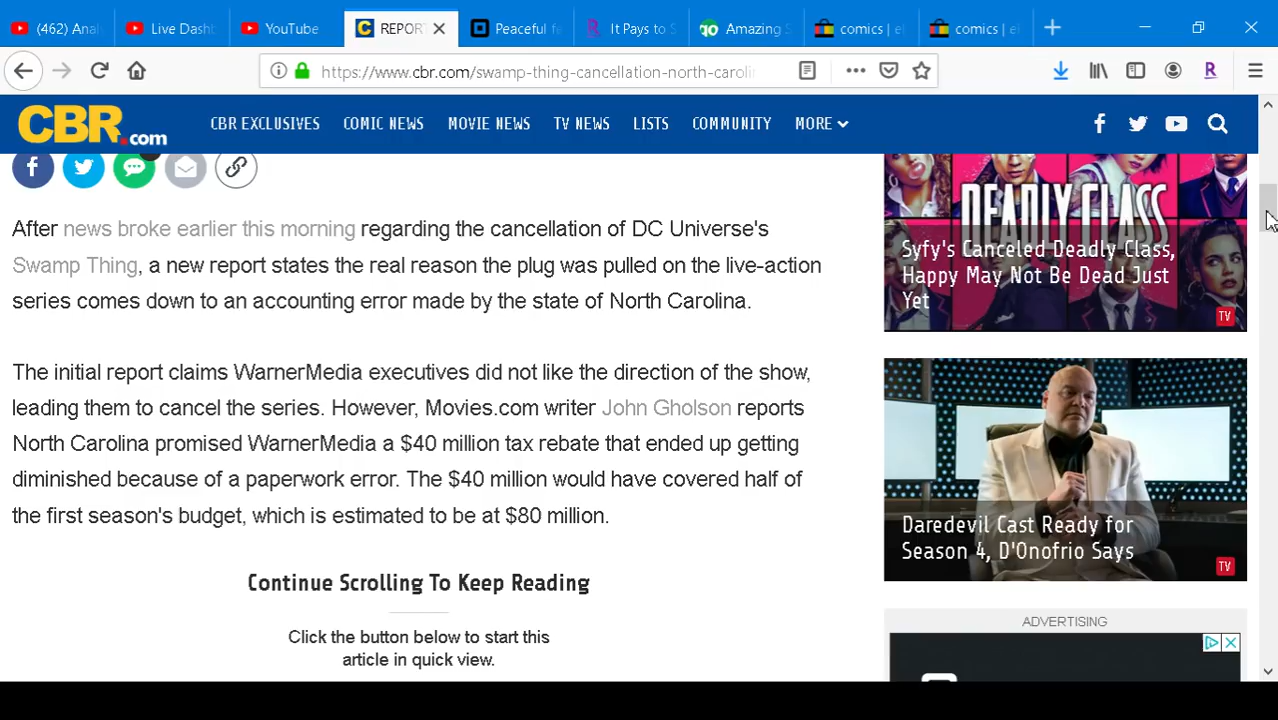 (462) Ana
Live Dash
YouTube
REPOR
Peaceful f
It Pays to S
Amazing S
comics | e
comics | e
https://www.cbr.com/swamp-thing-cancellation-north-caroli
CBR.com
CBR EXCLUSIVES
COMIC NEWS
MOVIE NEWS
TV NEWS
LISTS
COMMUNITY
MORE
After news broke earlier this morning regarding the cancellation of DC Universe's
Swamp Thing, a new report states the real reason the plug was pulled on the live-action
series comes down to an accounting error made by the state of North Carolina.
The initial report claims WarnerMedia executives did not like the direction of the show,
leading them to cancel the series. However, Movies.com writer John Gholson reports
North Carolina promised WarnerMedia a $40 million tax rebate that ended up getting
diminished because of a paperwork error. The $40 million would have covered half of
the first season's budget, which is estimated to be at $80 million.
Continue Scrolling To Keep Reading
Click the button below to start this
article in quick view.
DEADLY CLASS
Syfy's Canceled Deadly Class,
Happy May Not Be Dead Just
Yet
TV
Daredevil Cast Ready for
Season 4, D'Onofrio Says
TV
ADVERTISING